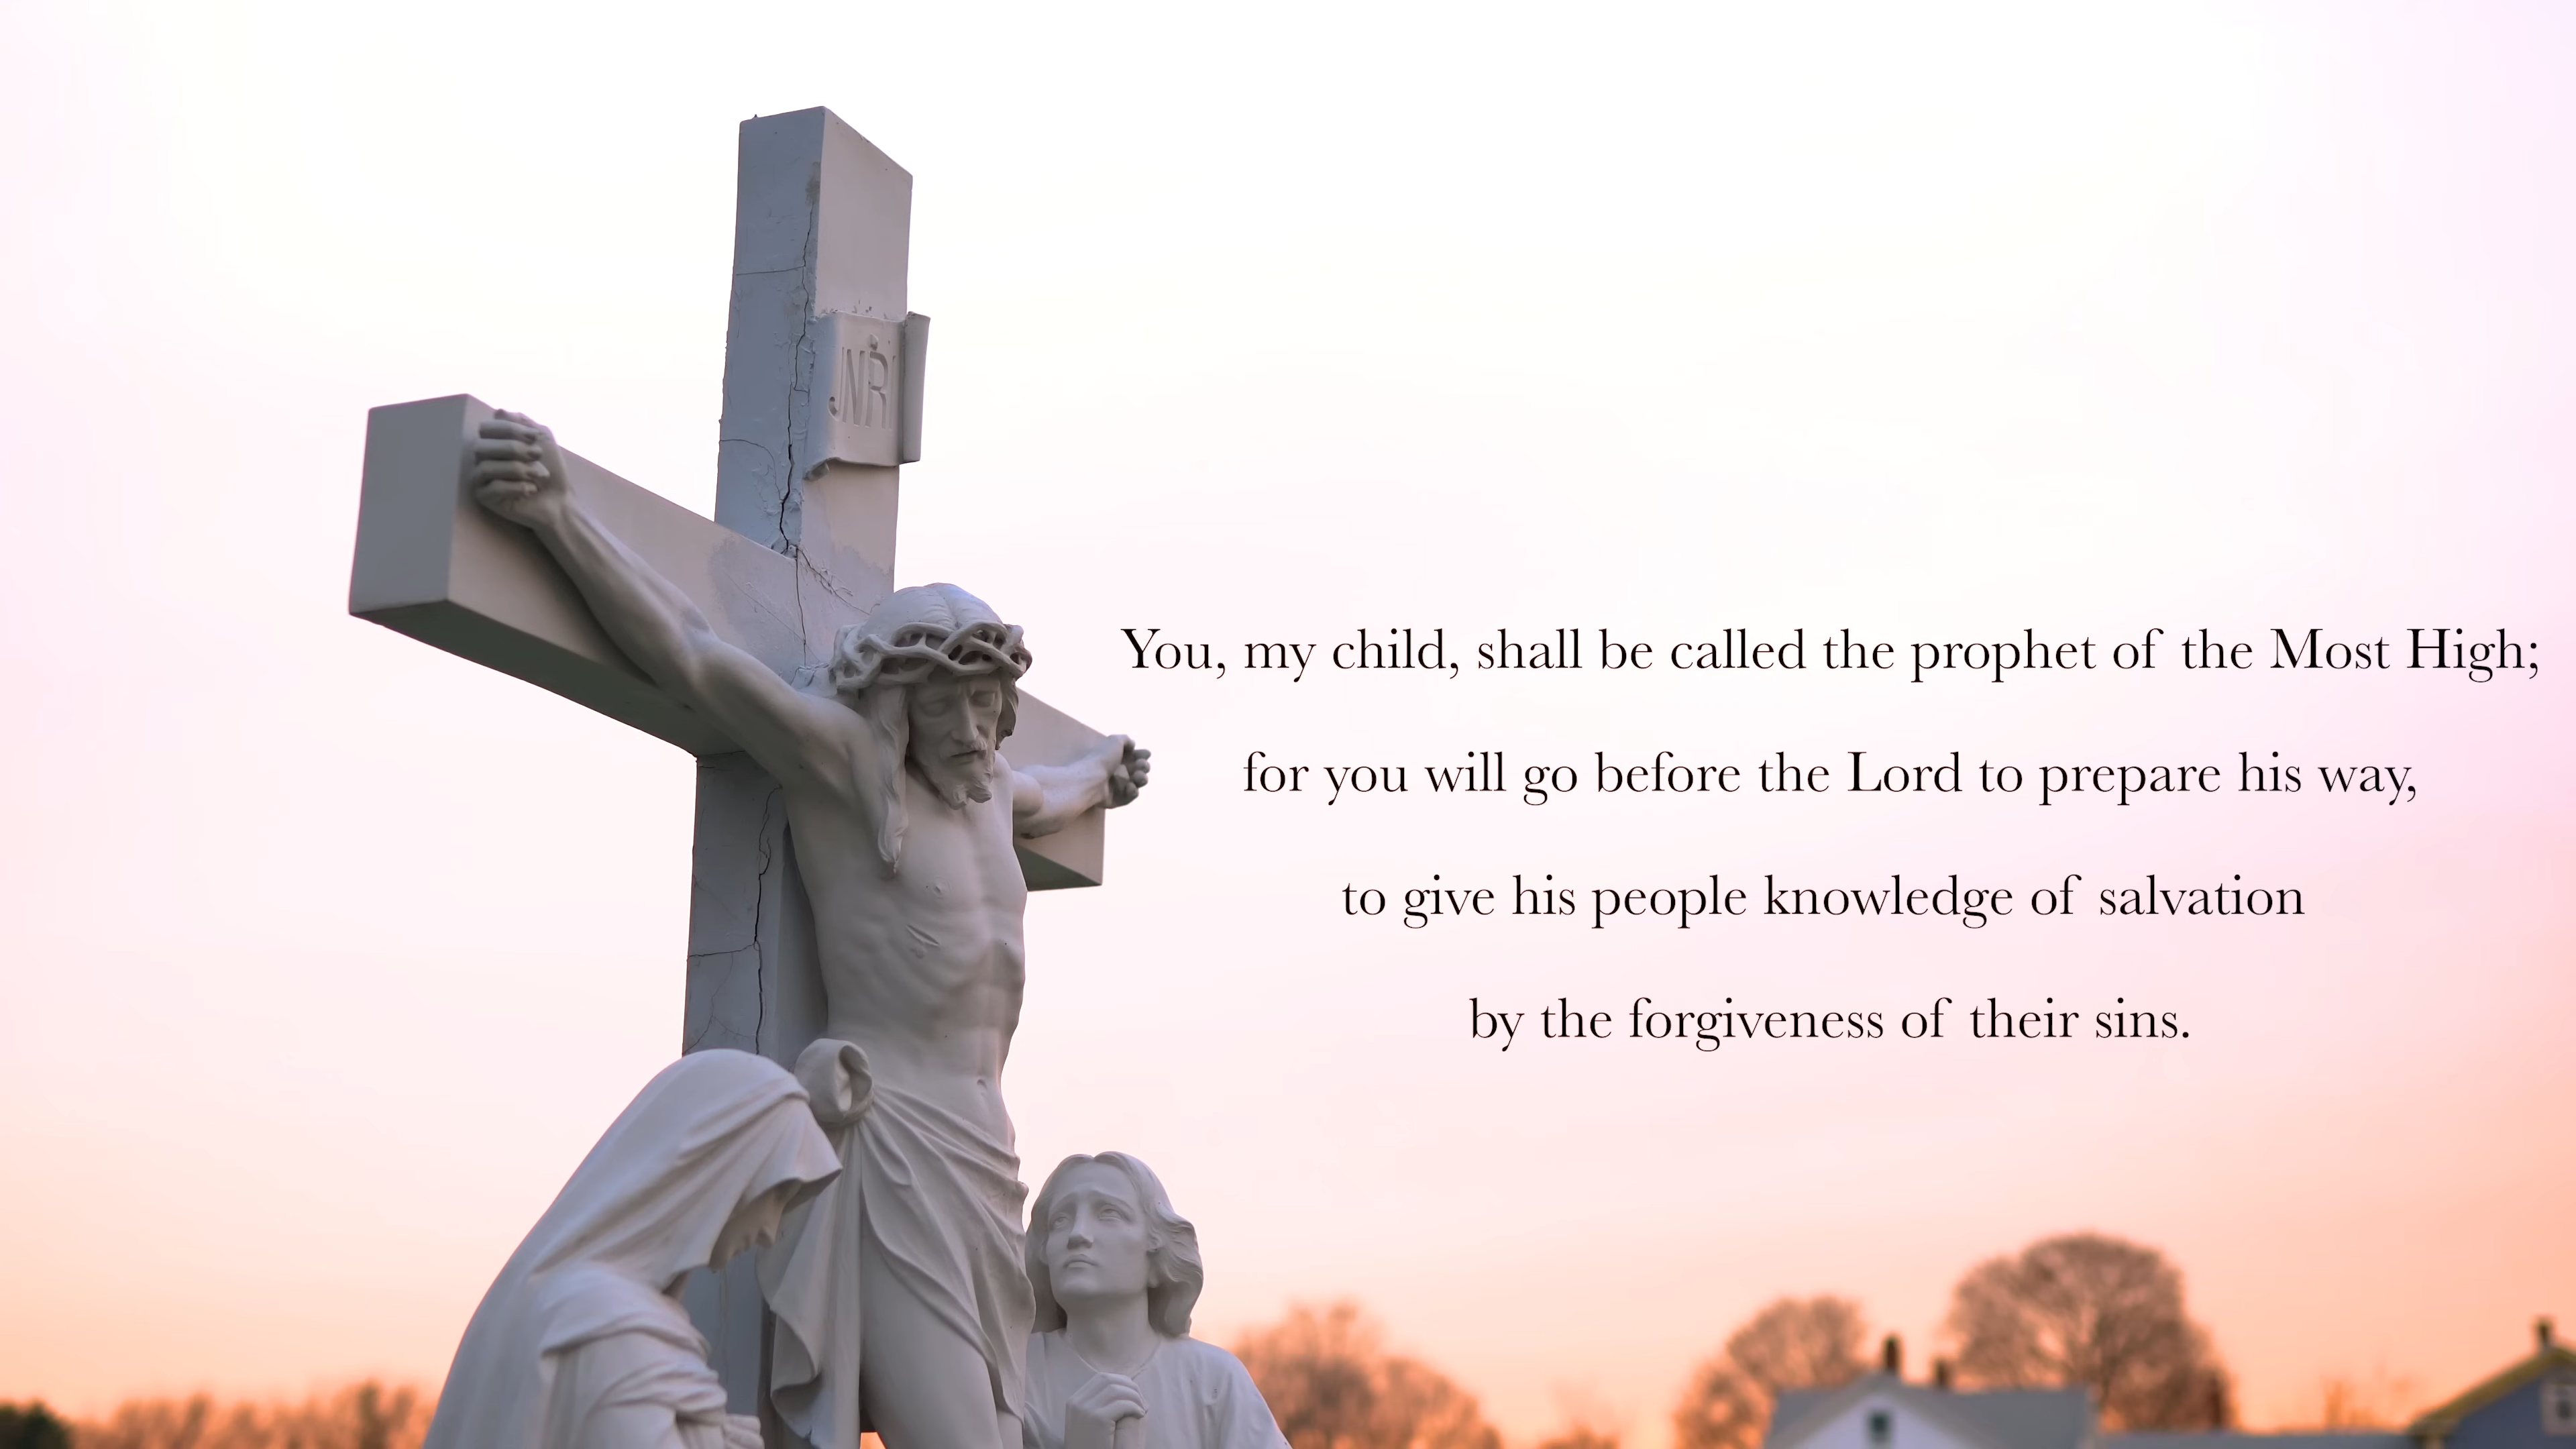 JNRI
You, my child, shall be called the prophet of the Most High;
for you will go before the Lord to prepare his way,
to give his people knowledge of salvation
by the forgiveness of their sins.